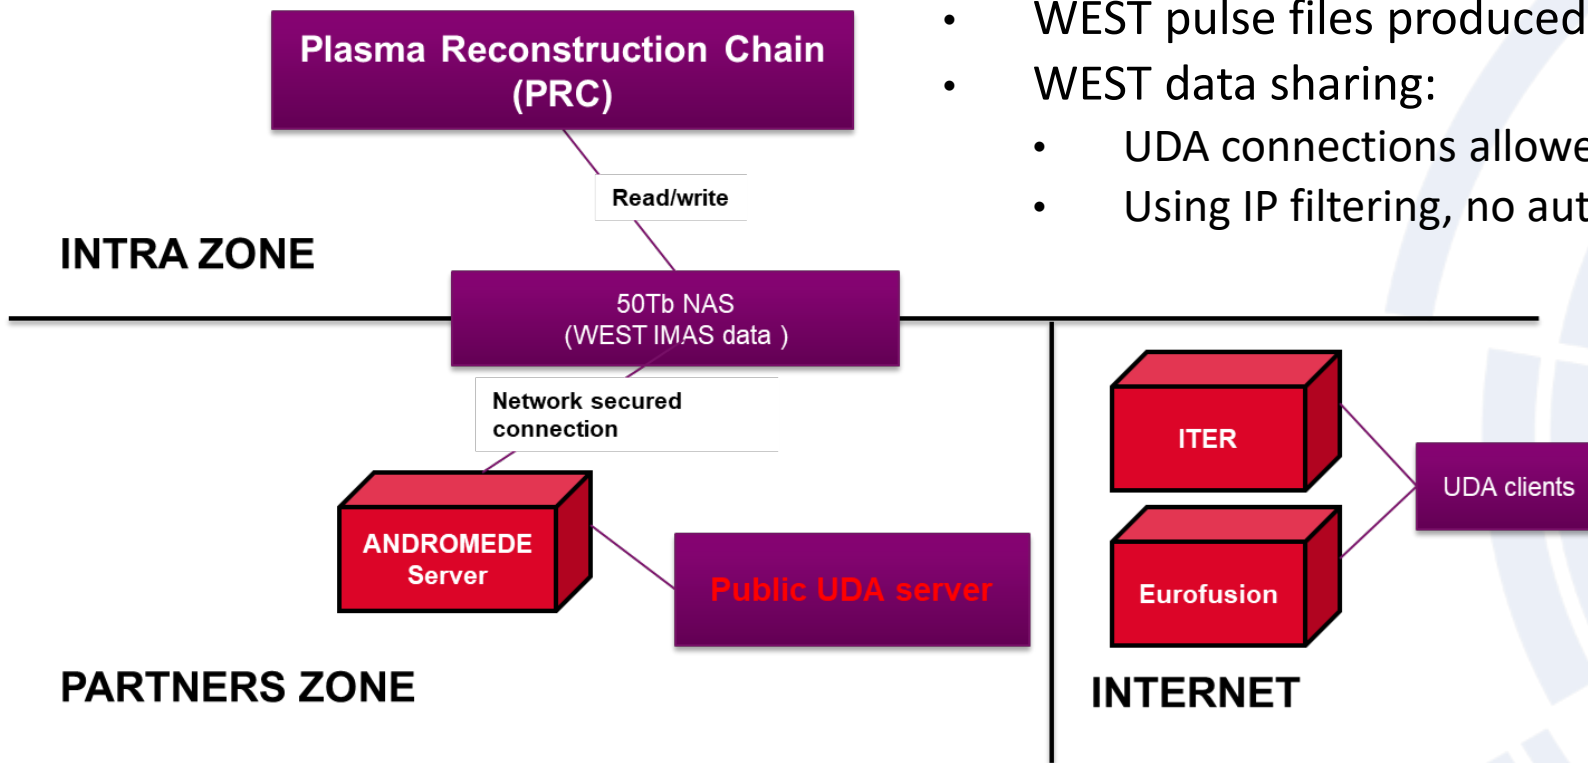 Plasma Reconstruction Chain
(PRC)
Read/write
INTRA ZONE
50Tb NAS
(WEST IMAS data )
Network secured
connection
ANDROMEDE
Server
Public UDA server
PARTNERS ZONE
• WEST pulse files produced
• WEST data sharing:
• UDA connections allowe
• Using IP filtering, no aut
ITER
UDA clients
Eurofusion
INTERNET